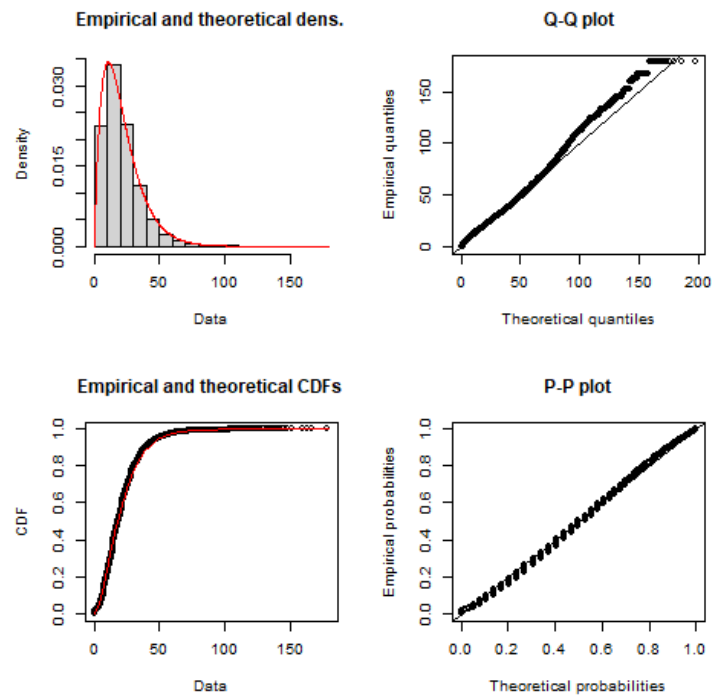 Empirical and theoretical dens.
Density
0.000 0.015 0.030
0 50 100 150
Data
Q-Q plot
Empirical quantiles
0 50 100 150
0 50 100 150 200
Theoretical quantiles
Empirical and theoretical CDFs
CDF
0.0 0.2 0.4 0.6 0.8 1.0
0 50 100 150
Data
P-P plot
Empirical probabilities
0.0 0.2 0.4 0.6 0.8 1.0
0.0 0.2 0.4 0.6 0.8 1.0
Theoretical probabilities